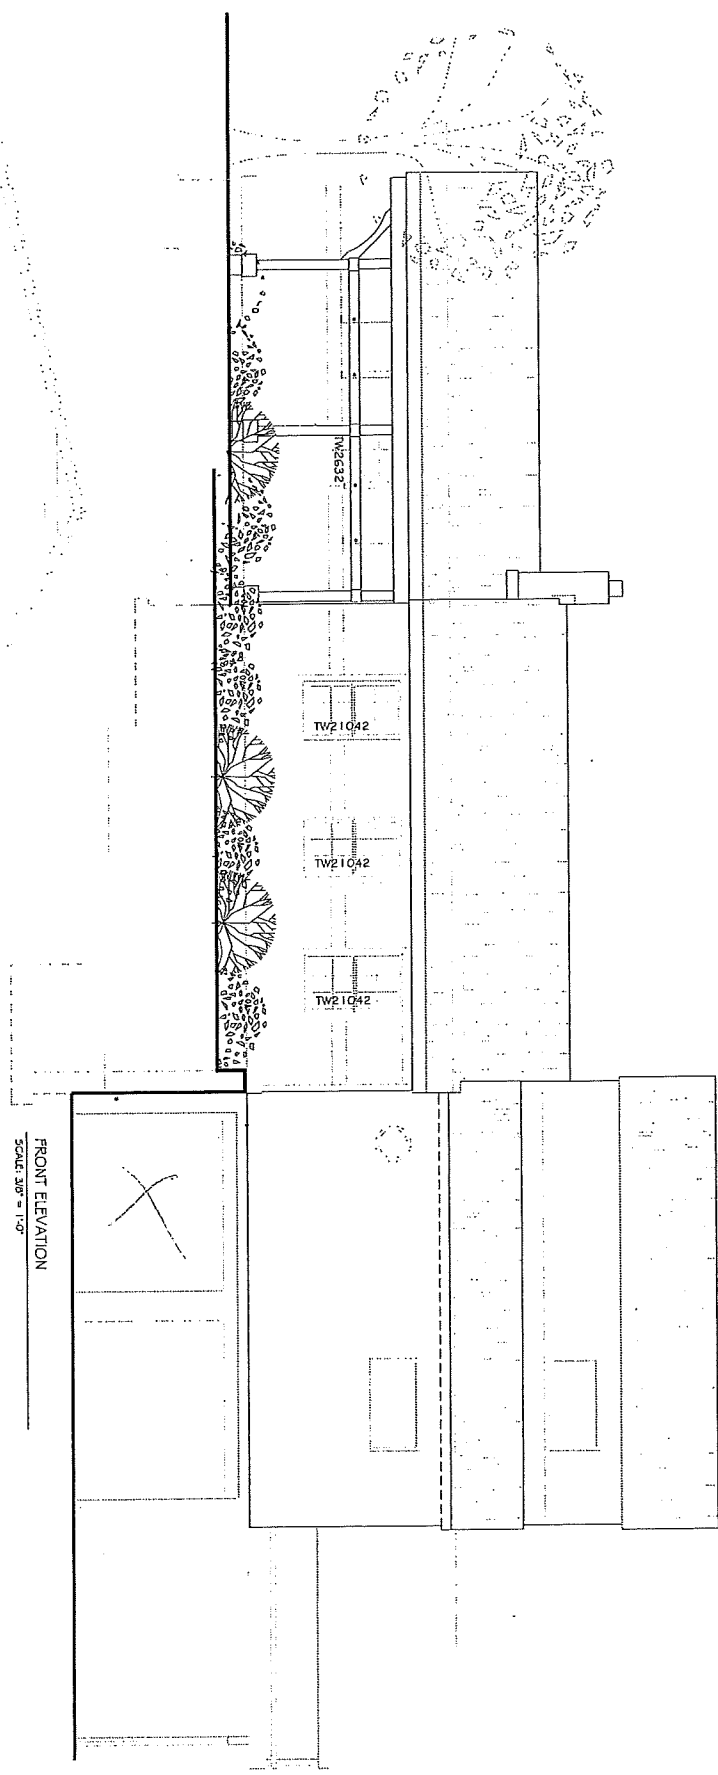 TW2632
TW21042
TW21042
TW21042
FRONT ELEVATION
SCALE: 3/8" = 1'-0"